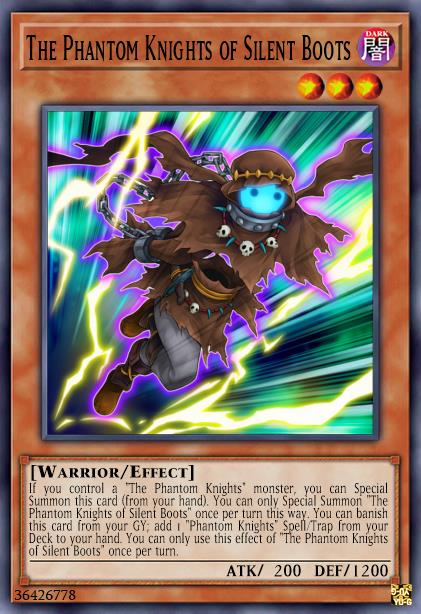 The Phantom Knights of Silent Boots
DARK
闇
[Warrior/Effect]
If you control a "The Phantom Knights" monster, you can Special
Summon this card (from your hand). You can only Special Summon "The
Phantom Knights of Silent Boots" once per turn this way. You can banish
this card from your GY; add 1 "Phantom Knights" Spell/Trap from your
Deck to your hand. You can only use this effect of "The Phantom Knights
of Silent Boots" once per turn.
ATK/ 200 DEF/1200
36426778